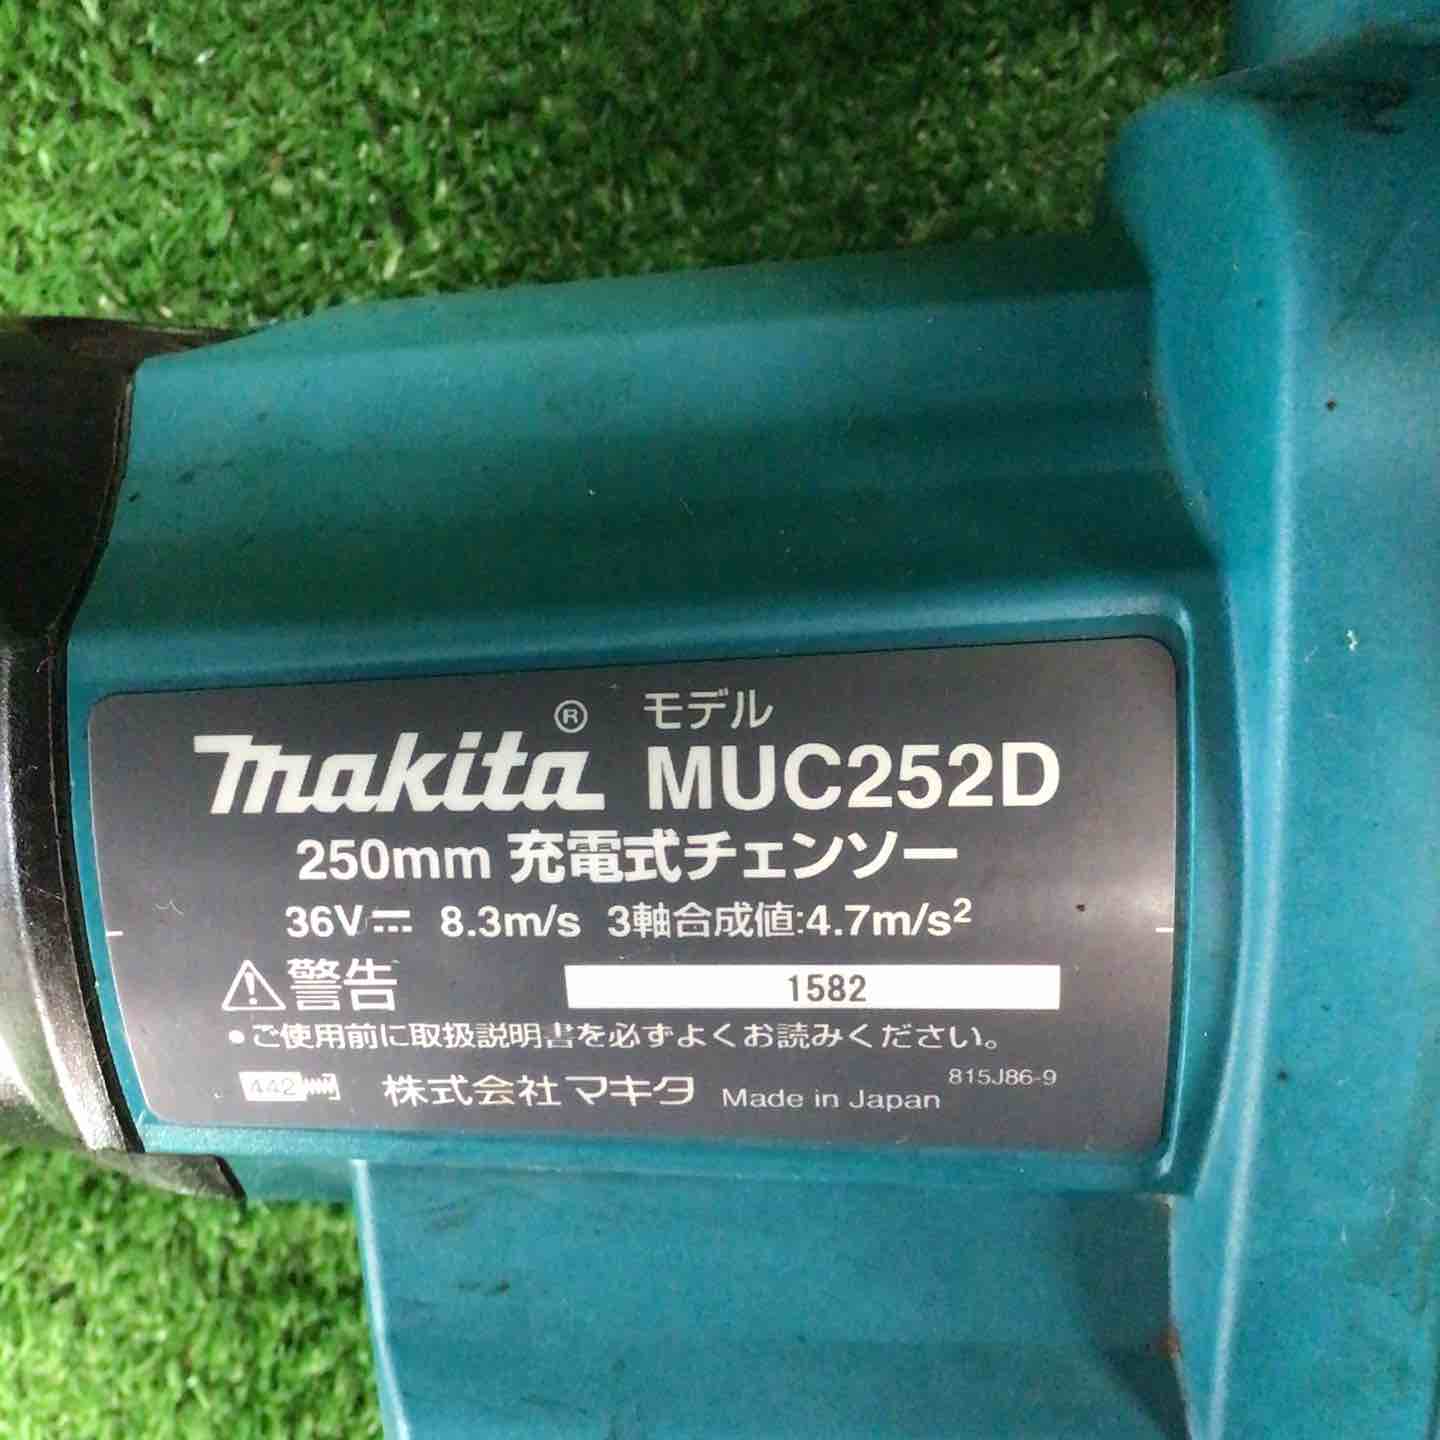 makita® モデル MUC252D
250mm 充電式チェンソー
36V⎓ 8.3m/s 3軸合成値:4.7m/s²
⚠警告 1582
●ご使用前に取扱説明書を必ずよくお読みください。
442 株式会社マキタ Made in Japan 815J86-9